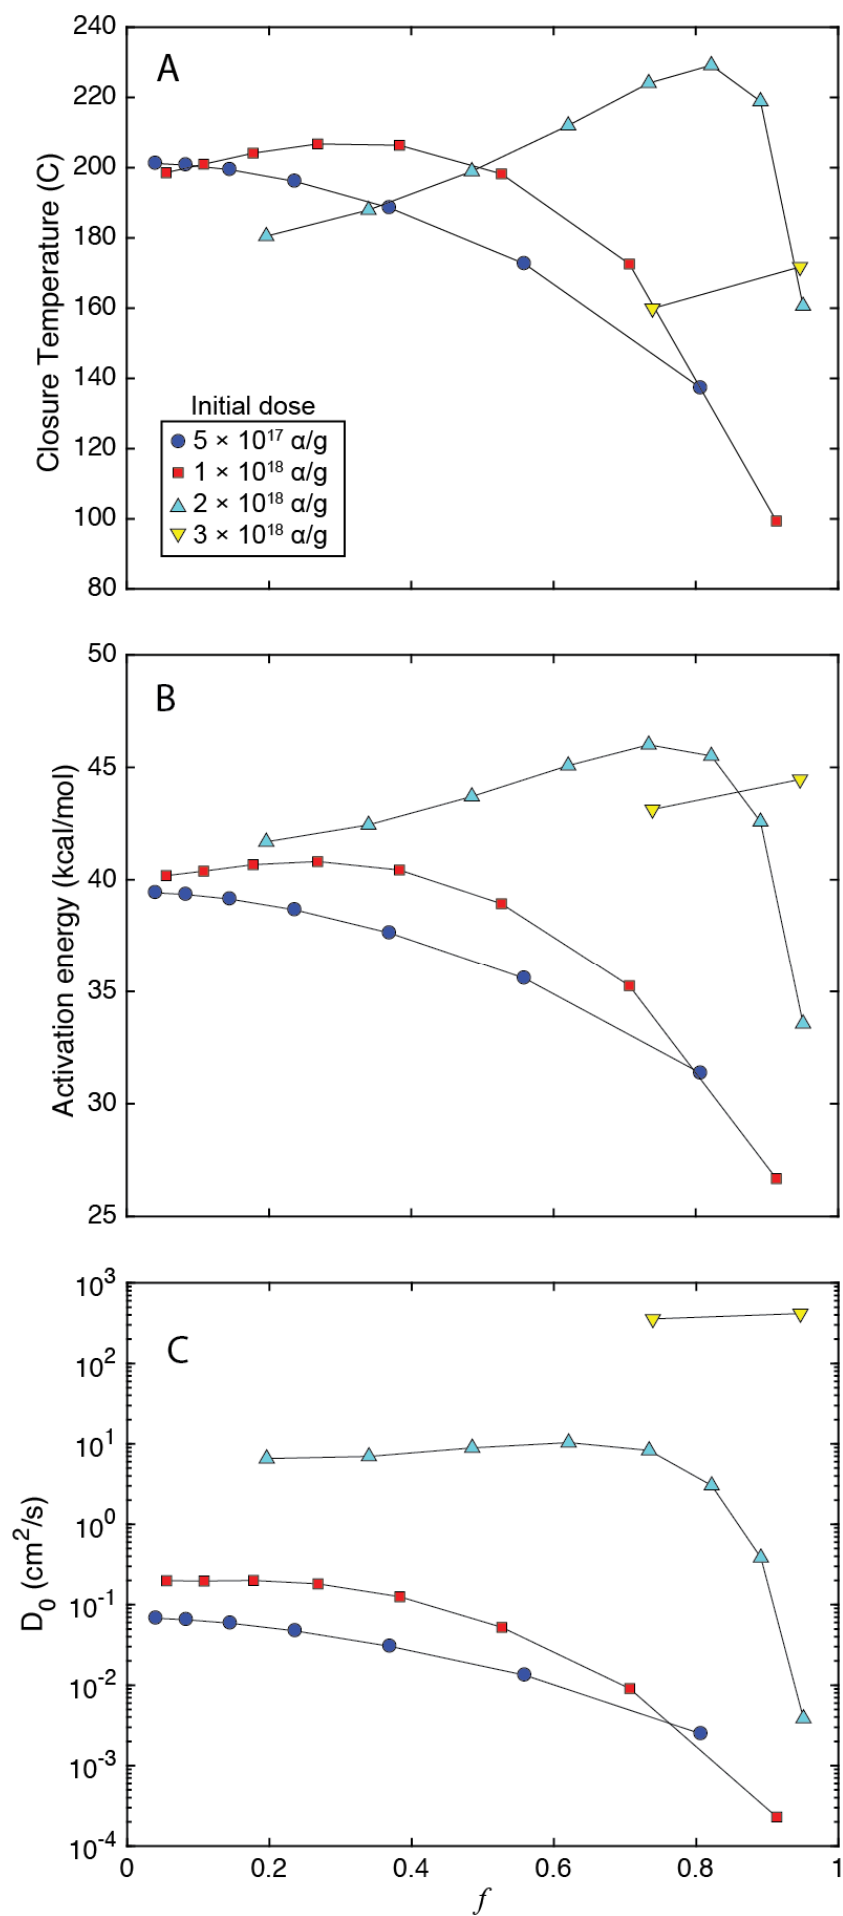 240
220
200
180
160
140
120
100
80
Closure Temperature (C)
A
Initial dose
5 × 10¹⁷ α/g
1 × 10¹⁸ α/g
2 × 10¹⁸ α/g
3 × 10¹⁸ α/g
50
45
40
35
30
25
Activation energy (kcal/mol)
B
10³
10²
10¹
10⁰
10⁻¹
10⁻²
10⁻³
10⁻⁴
D₀ (cm²/s)
C
0 0.2 0.4 0.6 0.8 1
f